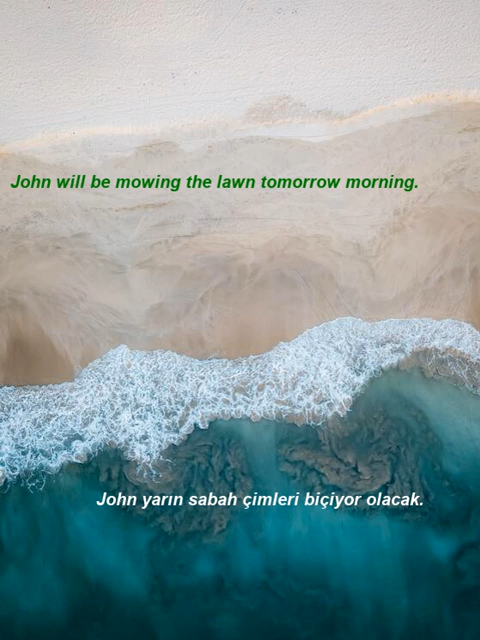 John will be mowing the lawn tomorrow morning.
John yarın sabah çimleri biçiyor olacak.